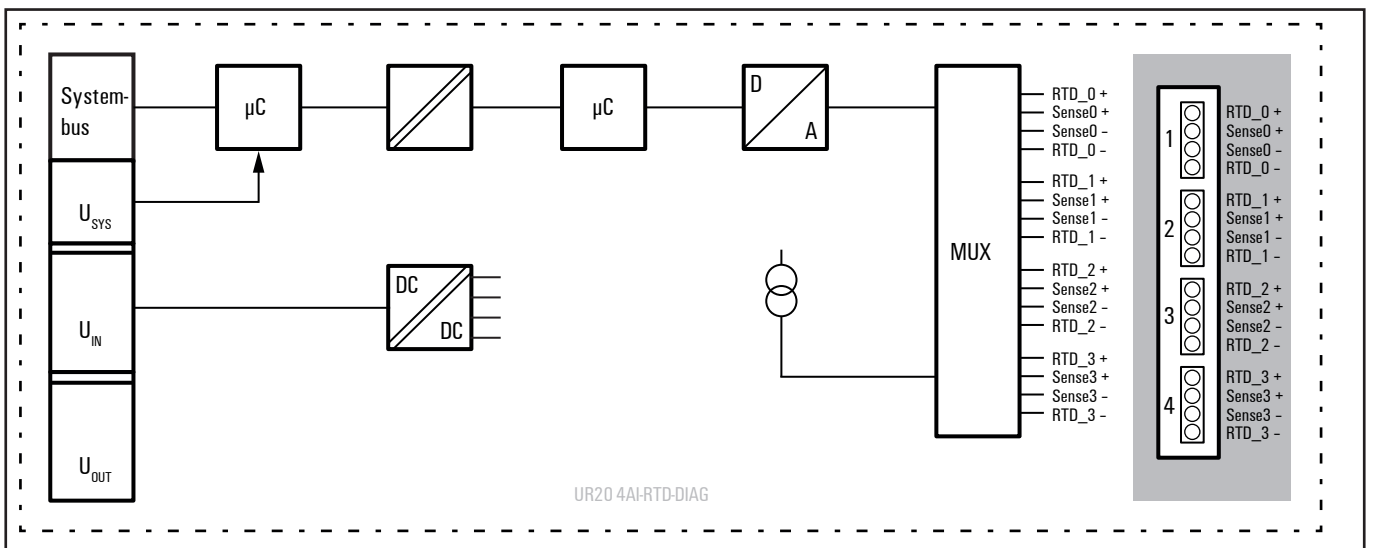 System-
bus
µC
µC
D
A
U_SYS
U_IN
U_OUT
DC
DC
MUX
RTD_0 +
Sense0 +
Sense0 –
RTD_0 –
RTD_1 +
Sense1 +
Sense1 –
RTD_1 –
RTD_2 +
Sense2 +
Sense2 –
RTD_2 –
RTD_3 +
Sense3 +
Sense3 –
RTD_3 –
1
RTD_0 +
Sense0 +
Sense0 –
RTD_0 –
2
RTD_1 +
Sense1 +
Sense1 –
RTD_1 –
3
RTD_2 +
Sense2 +
Sense2 –
RTD_2 –
4
RTD_3 +
Sense3 +
Sense3 –
RTD_3 –
UR20 4AI-RTD-DIAG